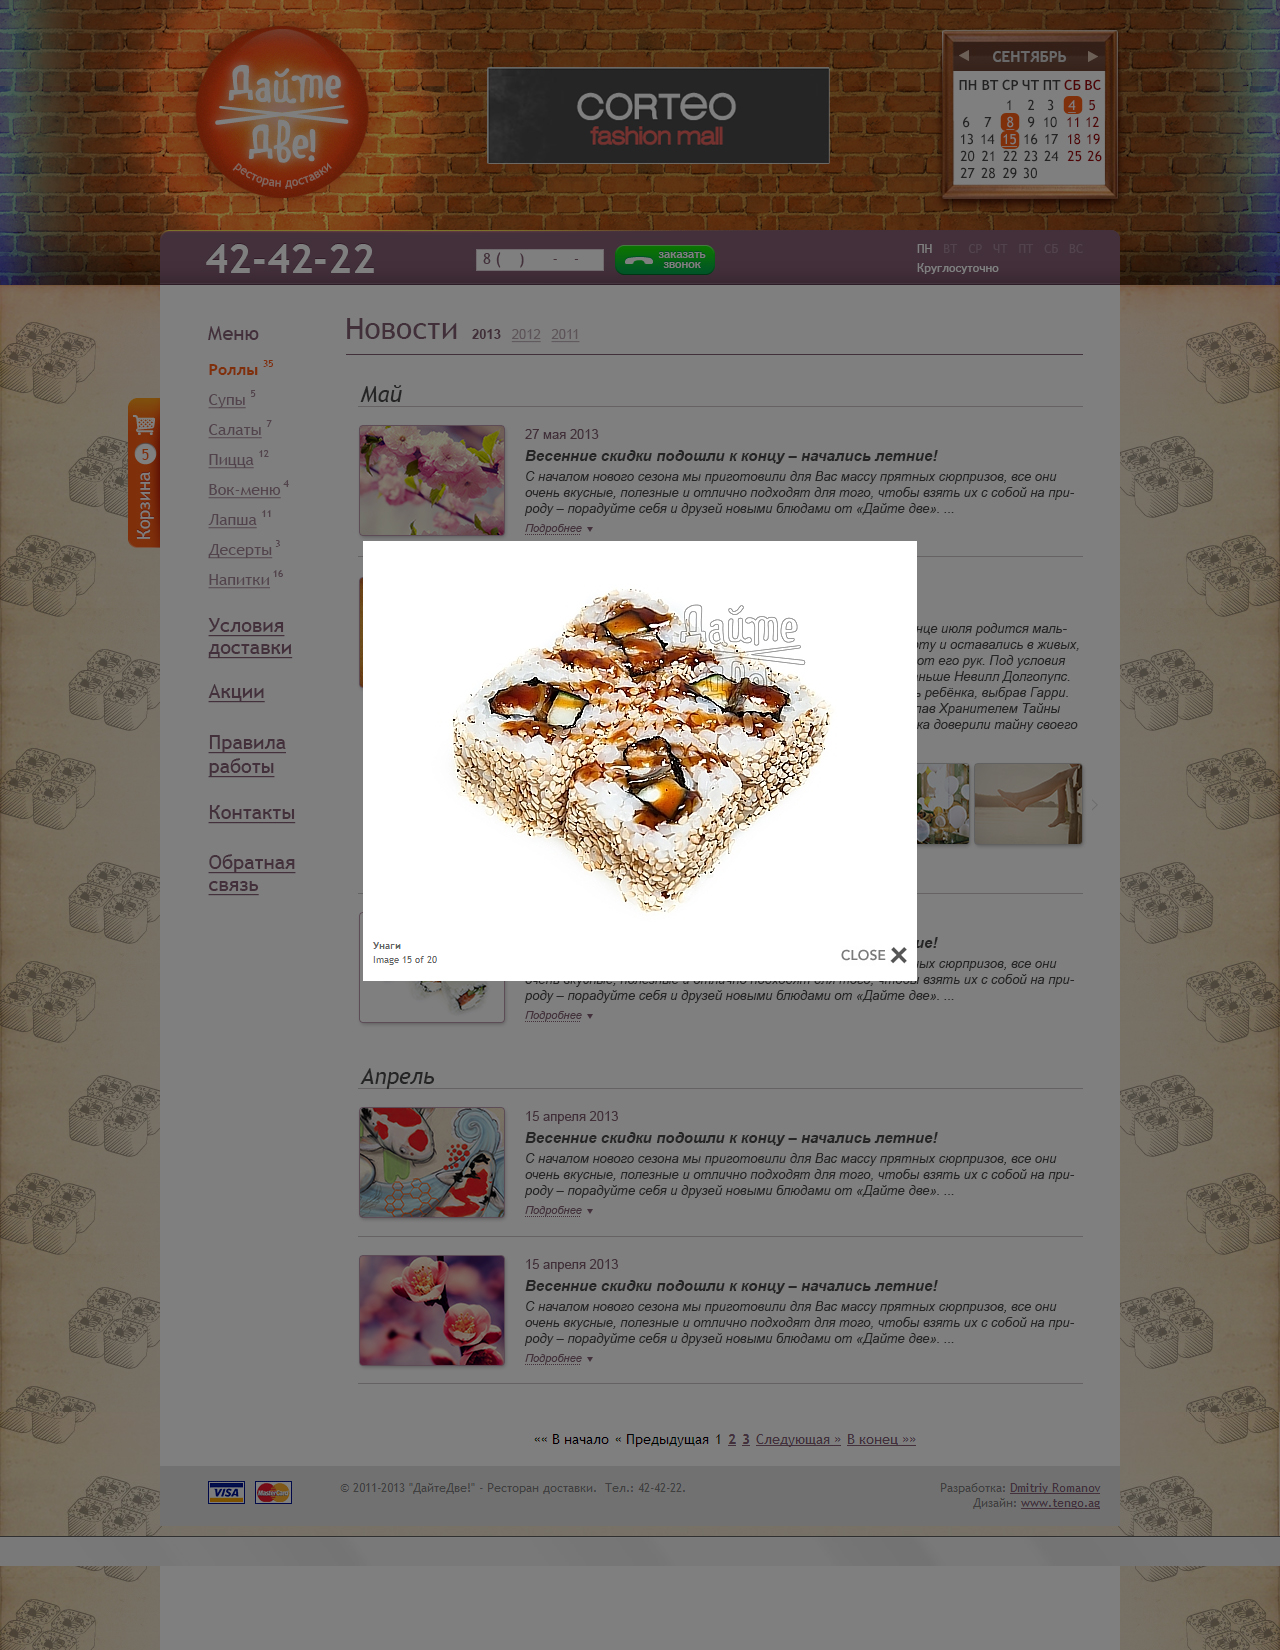 Дайте
Две!
ресторан доставки
CORTEO
fashion mall
СЕНТЯБРЬ
ПН ВТ СР ЧТ ПТ СБ ВС
1 2 3 4 5
6 7 8 9 10 11 12
13 14 15 16 17 18 19
20 21 22 23 24 25 26
27 28 29 30
42-42-22
8 ( ) - -
заказать
звонок
ПН ВТ СР ЧТ ПТ СБ ВС
Круглосуточно
Меню
Роллы 35
Супы 5
Салаты 7
Пицца 12
Вок-меню 4
Лапша 11
Десерты 3
Напитки 16
Условия
доставки
Акции
Правила
работы
Контакты
Обратная
связь
Корзина 5
Новости 2013 2012 2011
Май
27 мая 2013
Весенние скидки подошли к концу – начались летние!
С началом нового сезона мы приготовили для Вас массу прятных сюрпризов, все они
очень вкусные, полезные и отлично подходят для того, чтобы взять их с собой на при-
роду – порадуйте себя и друзей новыми блюдами от «Дайте две». ...
Подробнее
нце июля родится маль-
рту и оставались в живых,
от его рук. Под условия
еньше Невилл Долгопупс.
ь ребёнка, выбрав Гарри.
лав Хранителем Тайны
ка доверили тайну своего
Дайте
Две!
Унаги
Image 15 of 20
CLOSE
ие!
ых сюрпризов, все они
очень вкусные, полезные и отлично подходят для того, чтобы взять их с собой на при-
роду – порадуйте себя и друзей новыми блюдами от «Дайте две». ...
Подробнее
Апрель
15 апреля 2013
Весенние скидки подошли к концу – начались летние!
С началом нового сезона мы приготовили для Вас массу прятных сюрпризов, все они
очень вкусные, полезные и отлично подходят для того, чтобы взять их с собой на при-
роду – порадуйте себя и друзей новыми блюдами от «Дайте две». ...
Подробнее
15 апреля 2013
Весенние скидки подошли к концу – начались летние!
С началом нового сезона мы приготовили для Вас массу прятных сюрпризов, все они
очень вкусные, полезные и отлично подходят для того, чтобы взять их с собой на при-
роду – порадуйте себя и друзей новыми блюдами от «Дайте две». ...
Подробнее
«« В начало « Предыдущая 1 2 3 Следующая » В конец »»
VISA MasterCard
© 2011-2013 "ДайтеДве!" - Ресторан доставки. Тел.: 42-42-22.
Разработка: Dmitriy Romanov
Дизайн: www.tengo.ag